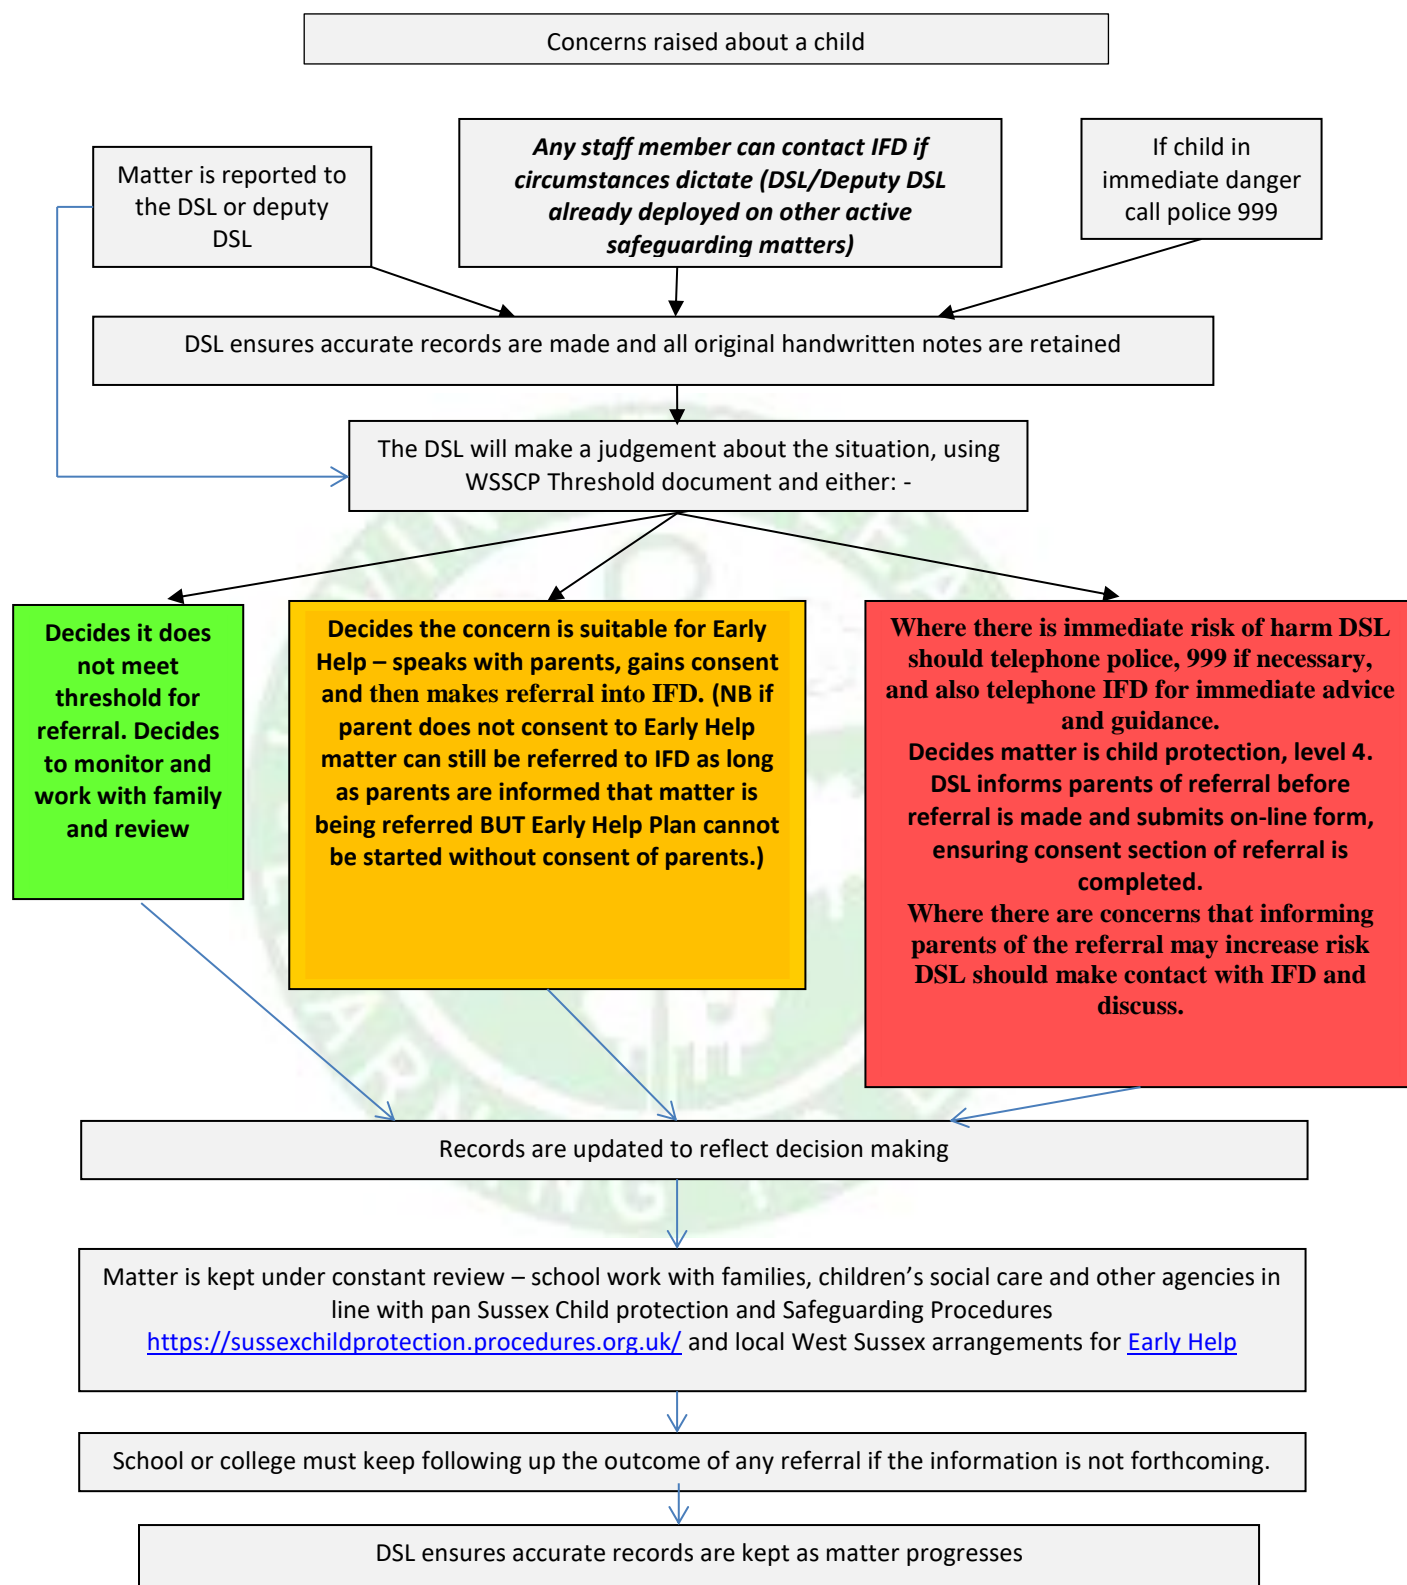 Concerns raised about a child
Matter is reported to
the DSL or deputy
DSL
Any staff member can contact IFD if
circumstances dictate (DSL/Deputy DSL
already deployed on other active
safeguarding matters)
If child in
immediate danger
call police 999
DSL ensures accurate records are made and all original handwritten notes are retained
The DSL will make a judgement about the situation, using
WSSCP Threshold document and either: -
Decides it does
not meet
threshold for
referral. Decides
to monitor and
work with family
and review
Decides the concern is suitable for Early
Help – speaks with parents, gains consent
and then makes referral into IFD. (NB if
parent does not consent to Early Help
matter can still be referred to IFD as long
as parents are informed that matter is
being referred BUT Early Help Plan cannot
be started without consent of parents.)
Where there is immediate risk of harm DSL
should telephone police, 999 if necessary,
and also telephone IFD for immediate advice
and guidance.
Decides matter is child protection, level 4.
DSL informs parents of referral before
referral is made and submits on-line form,
ensuring consent section of referral is
completed.
Where there are concerns that informing
parents of the referral may increase risk
DSL should make contact with IFD and
discuss.
Records are updated to reflect decision making
Matter is kept under constant review – school work with families, children’s social care and other agencies in
line with pan Sussex Child protection and Safeguarding Procedures
https://sussexchildprotection.procedures.org.uk/ and local West Sussex arrangements for Early Help
School or college must keep following up the outcome of any referral if the information is not forthcoming.
DSL ensures accurate records are kept as matter progresses